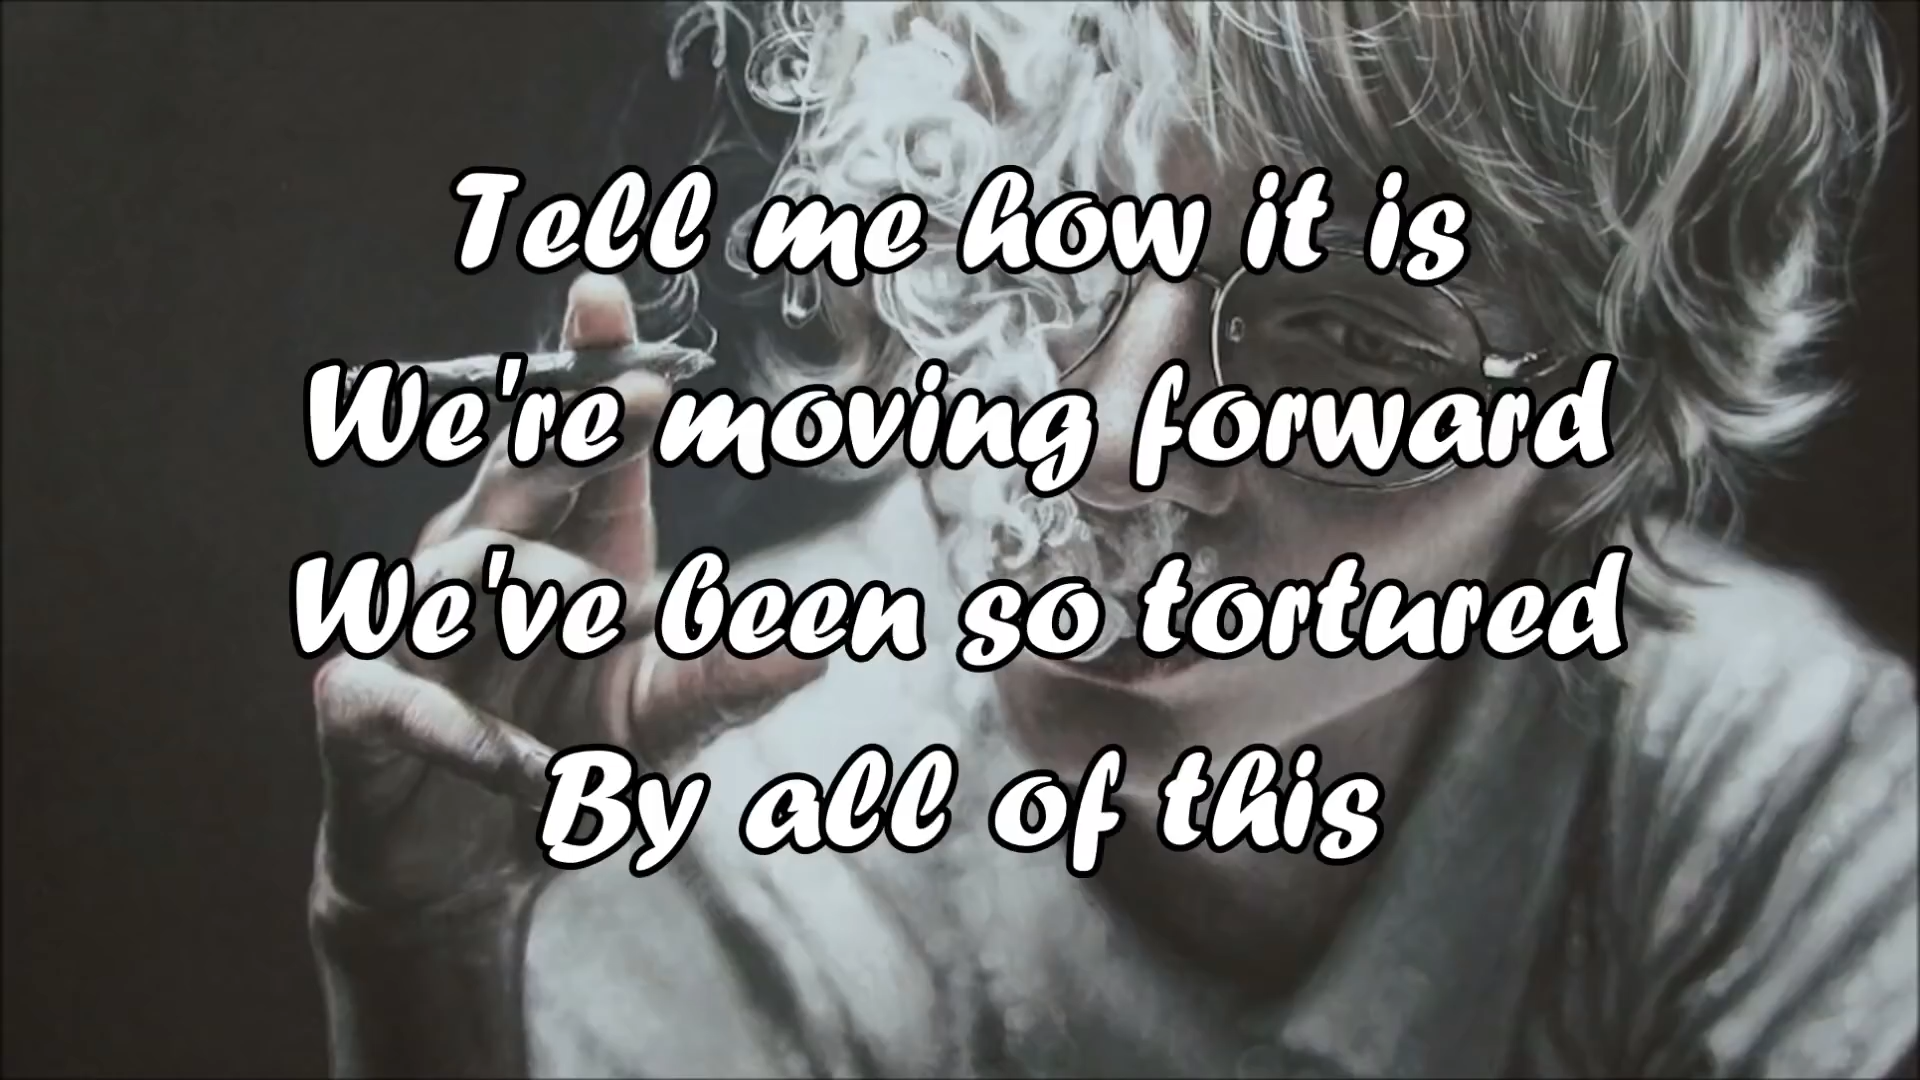 Tell me how it is
We're moving forward
We've been so tortured
By all of this